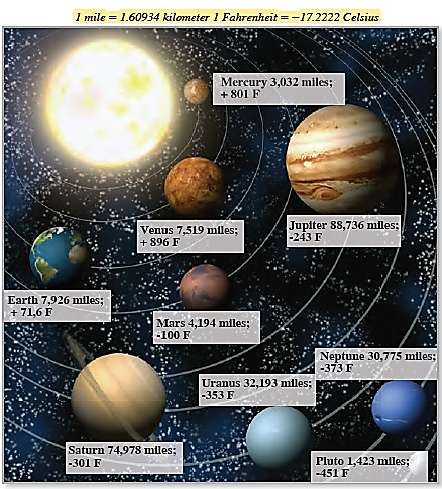 1 mile = 1.60934 kilometer 1 Fahrenheit = −17.2222 Celsius
Mercury 3,032 miles;
+ 801 F
Venus 7,519 miles;
+ 896 F
Jupiter 88,736 miles;
-243 F
Earth 7,926 miles;
+ 71,6 F
Mars 4,194 miles;
-100 F
Neptune 30,775 miles;
-373 F
Uranus 32,193 miles;
-353 F
Saturn 74,978 miles;
-301 F
Pluto 1,423 miles;
-451 F